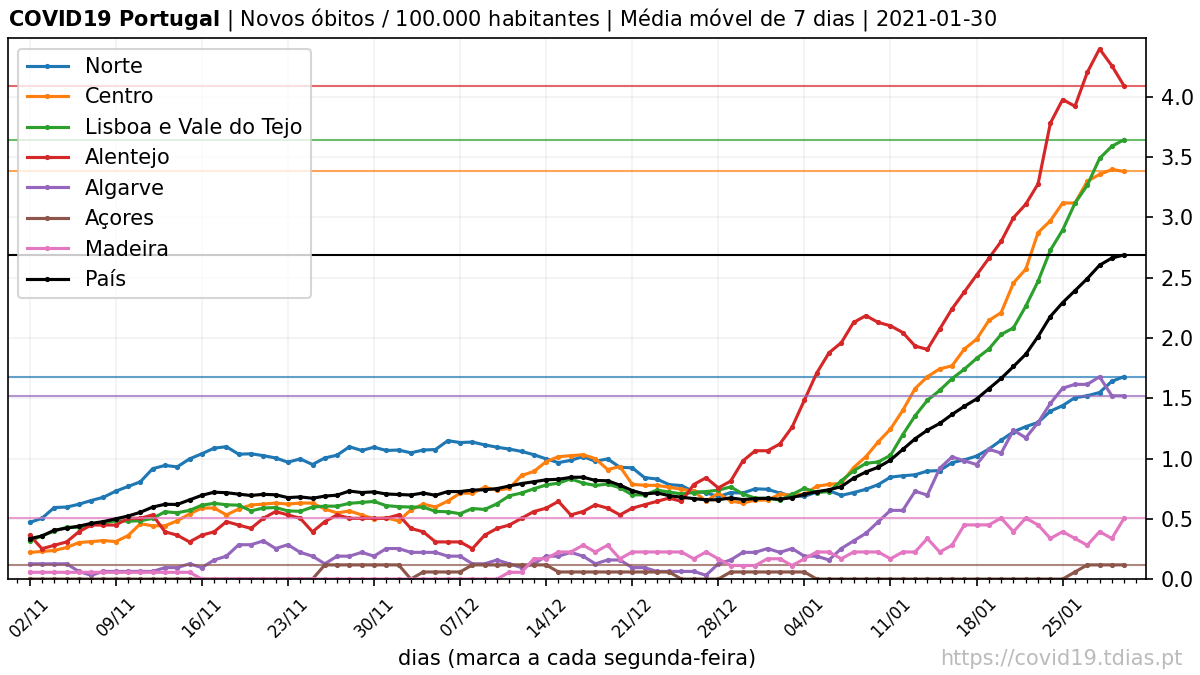 COVID19 Portugal | Novos óbitos / 100.000 habitantes | Média móvel de 7 dias | 2021-01-30
Norte
Centro
Lisboa e Vale do Tejo
Alentejo
Algarve
Açores
Madeira
País
4.0
3.5
3.0
2.5
2.0
1.5
1.0
0.5
0.0
02/11 09/11 16/11 23/11 30/11 07/12 14/12 21/12 28/12 04/01 11/01 18/01 25/01
dias (marca a cada segunda-feira)
https://covid19.tdias.pt